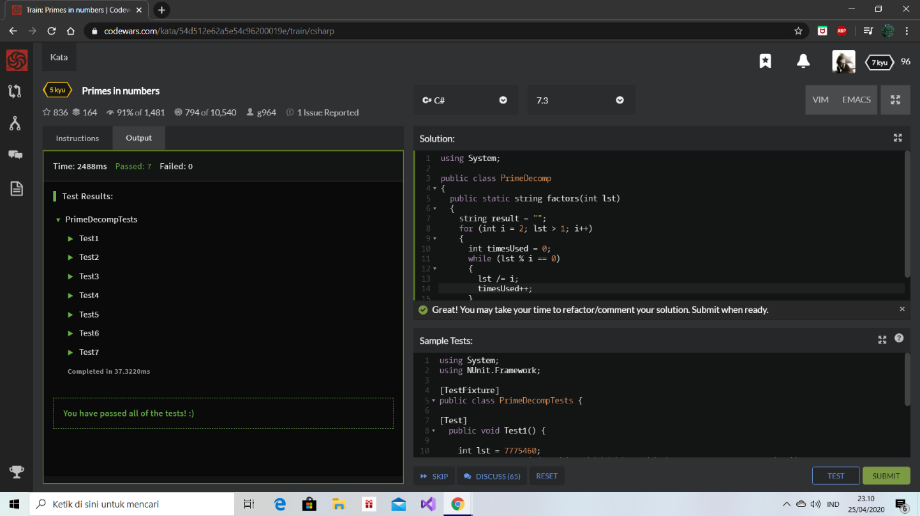 Train: Primes in numbers | Codew
codewars.com/kata/54d512e62a5e54c96200019e/train/csharp
ABP
Kata
7 kyu
96
5 kyu
Primes in numbers
C# C#
7.3
VIM
EMACS
836
164
91% of 1,481
794 of 10,540
g964
1 Issue Reported
Instructions
Output
Time: 2488ms Passed: 7 Failed: 0
Test Results:
PrimeDecompTests
Test1
Test2
Test3
Test4
Test5
Test6
Test7
Completed in 37.3220ms
You have passed all of the tests! :)
Solution:
1 using System;
2
3 public class PrimeDecomp
4 {
5 public static string factors(int lst)
6 {
7 string result = "";
8 for (int i = 2; lst > 1; i++)
9 {
10 int timesUsed = 0;
11 while (lst % i == 0)
12 {
13 lst /= i;
14 timesUsed++;
15 }
Great! You may take your time to refactor/comment your solution. Submit when ready.
Sample Tests:
1 using System;
2 using NUnit.Framework;
3
4 [TestFixture]
5 public class PrimeDecompTests {
6
7 [Test]
8 public void Test1() {
9
10 int lst = 7775460;
SKIP
DISCUSS (65)
RESET
TEST
SUBMIT
Ketik di sini untuk mencari
IND
23.10
25/04/2020
6